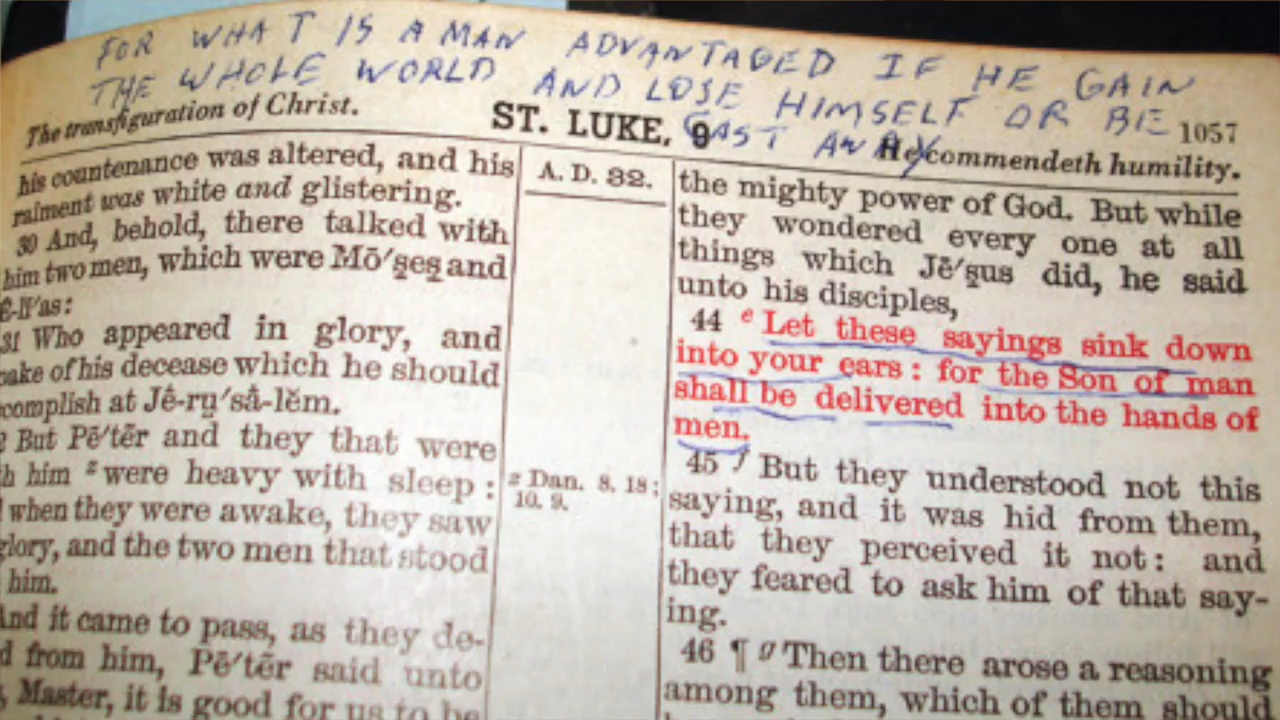 FOR WHAT IS A MAN ADVANTAGED IF HE GAIN
THE WHOLE WORLD AND LOSE HIMSELF OR BE
CAST AWAY
The transfiguration of Christ.
ST. LUKE, 9
He commendeth humility.
1057
his countenance was altered, and his
raiment was white and glistering.
30 And, behold, there talked with
him two men, which were Mō′ṣeṣ and
Ē-lī′as:
31 Who appeared in glory, and
pake of his decease which he should
ccomplish at Jē̍-rṳ′så-lĕm.
But Pē′tēr and they that were
h him z were heavy with sleep:
when they were awake, they saw
glory, and the two men that stood
him.
And it came to pass, as they de-
d from him, Pē′tēr said unto
, Master, it is good for us to be
A. D. 32.
z Dan. 8. 18;
10. 9.
the mighty power of God. But while
they wondered every one at all
things which Jē′ṣus did, he said
unto his disciples,
44 e Let these sayings sink down
into your ears: for the Son of man
shall be delivered into the hands of
men.
45 f But they understood not this
saying, and it was hid from them,
that they perceived it not: and
they feared to ask him of that say-
ing.
46 ¶ g Then there arose a reasoning
among them, which of them should